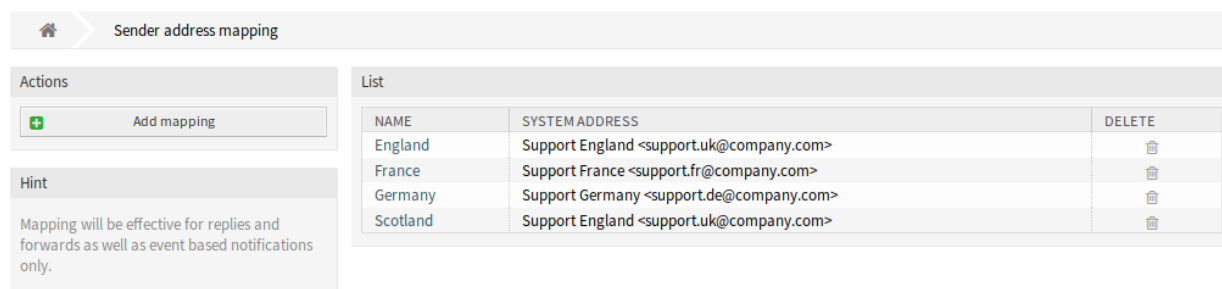 Sender address mapping
Actions
Add mapping
Hint
Mapping will be effective for replies and
forwards as well as event based notifications
only.
List
NAME SYSTEM ADDRESS DELETE
England Support England <support.uk@company.com>
France Support France <support.fr@company.com>
Germany Support Germany <support.de@company.com>
Scotland Support England <support.uk@company.com>